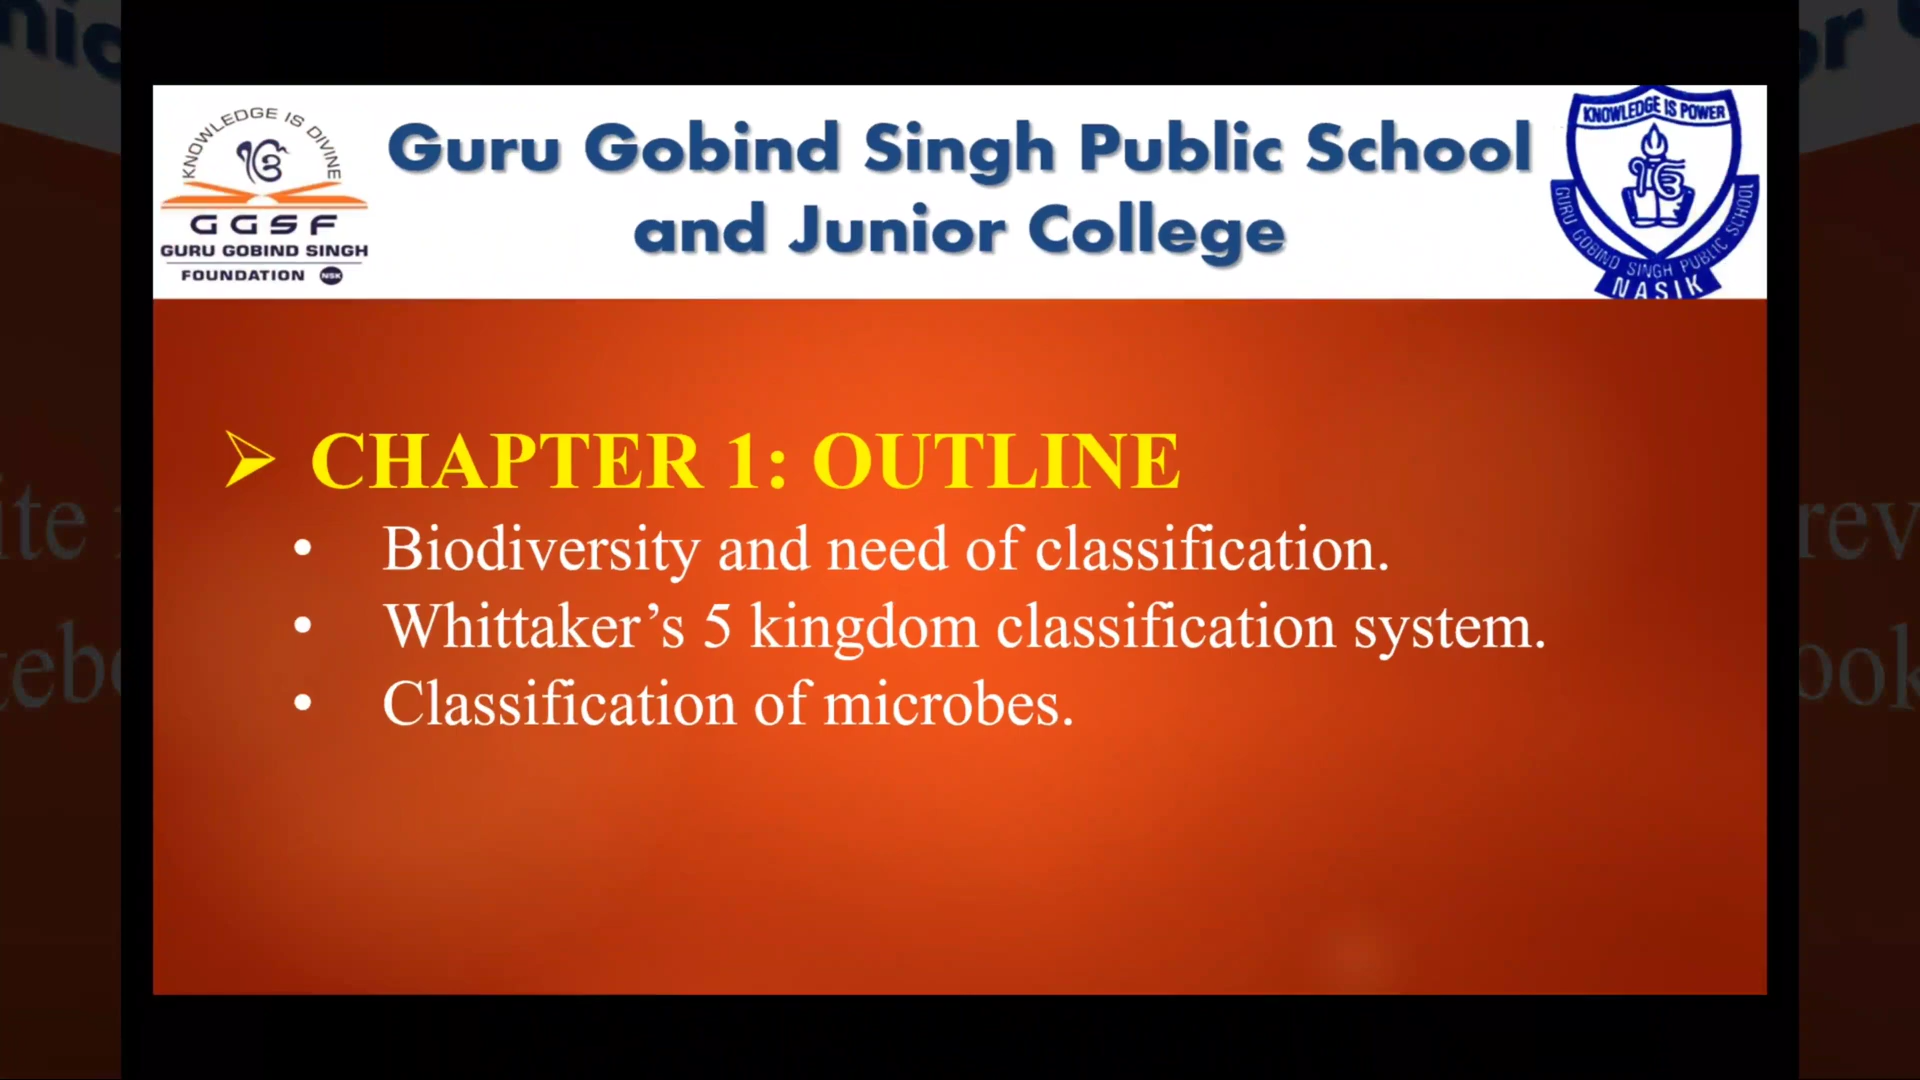 KNOWLEDGE IS DIVINE
GGSF
GURU GOBIND SINGH
FOUNDATION NSK
Guru Gobind Singh Public School
and Junior College
KNOWLEDGE IS POWER
GURU GOBIND SINGH PUBLIC SCHOOL
NASIK
➢ CHAPTER 1: OUTLINE
• Biodiversity and need of classification.
• Whittaker’s 5 kingdom classification system.
• Classification of microbes.